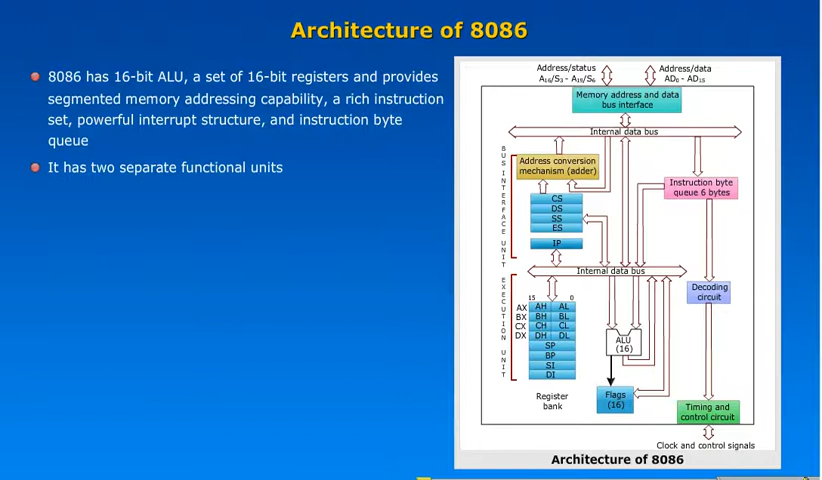 Architecture of 8086
8086 has 16-bit ALU, a set of 16-bit registers and provides
segmented memory addressing capability, a rich instruction
set, powerful interrupt structure, and instruction byte
queue
It has two separate functional units
Address/status
A16/S3 - A19/S6
Address/data
AD0 - AD15
Memory address and data
bus interface
Internal data bus
BUS INTERFACE UNIT
Address conversion
mechanism (adder)
Instruction byte
queue 6 bytes
CS
DS
SS
ES
IP
Internal data bus
EXECUTION UNIT
Decoding
circuit
15 0
AX AH AL
BX BH BL
CX CH CL
DX DH DL
SP
BP
SI
DI
ALU
(16)
Register
bank
Flags
(16)
Timing and
control circuit
Clock and control signals
Architecture of 8086